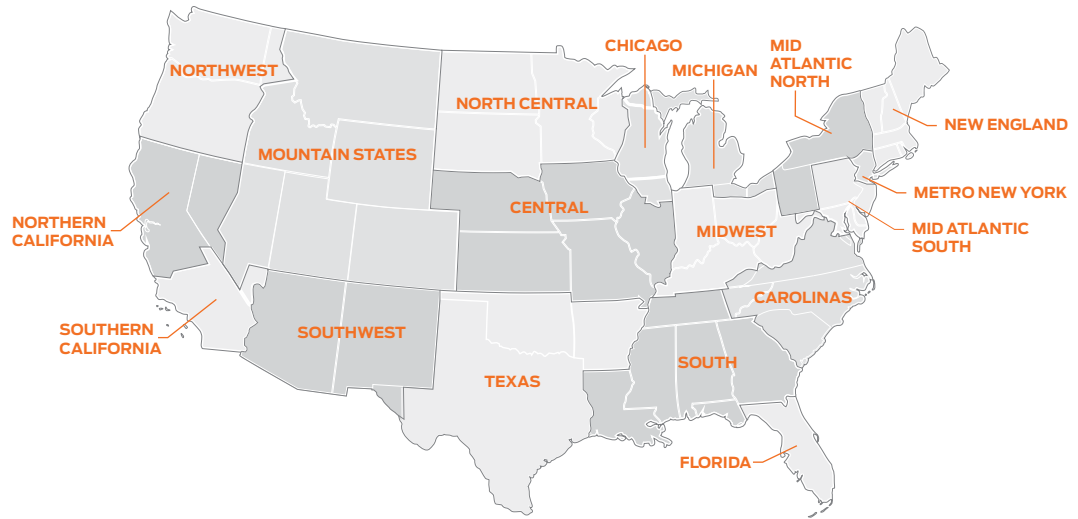 CHICAGO
MID
ATLANTIC
NORTH
MICHIGAN
NORTHWEST
NORTH CENTRAL
NEW ENGLAND
MOUNTAIN STATES
METRO NEW YORK
CENTRAL
NORTHERN
CALIFORNIA
MIDWEST
MID ATLANTIC
SOUTH
CAROLINAS
SOUTHERN
CALIFORNIA
SOUTHWEST
SOUTH
TEXAS
FLORIDA